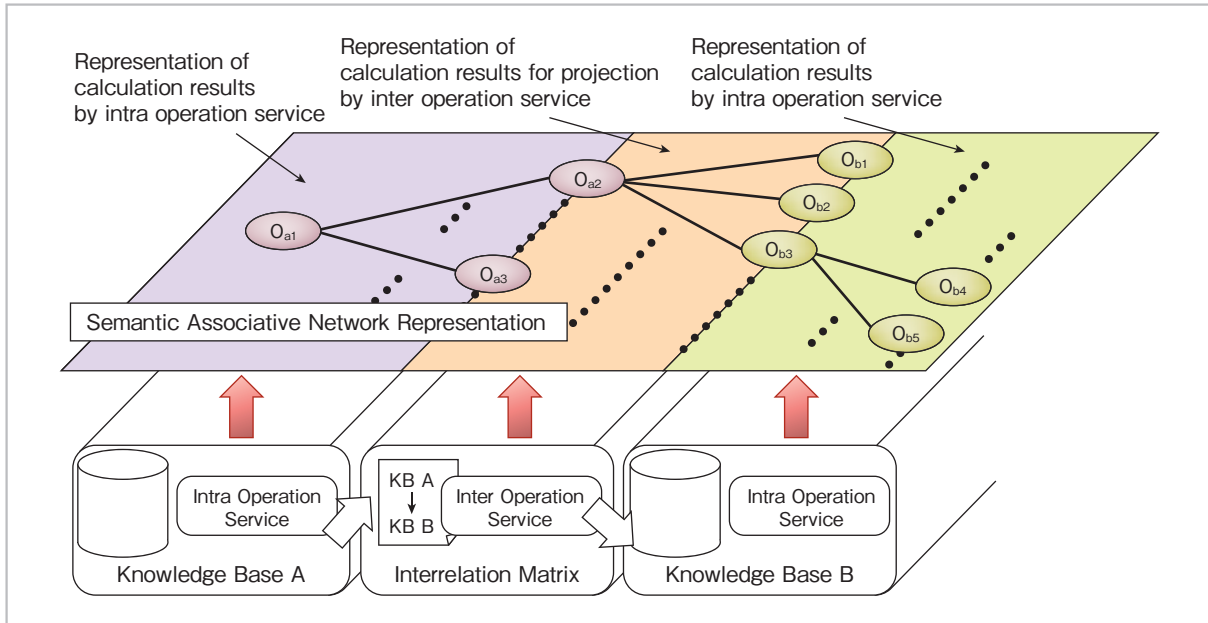 Representation of
calculation results
by intra operation service
Representation of
calculation results for projection
by inter operation service
Representation of
calculation results
by intra operation service
Oa1
Oa2
Oa3
Ob1
Ob2
Ob3
Ob4
Ob5
Semantic Associative Network Representation
Intra Operation
Service
Knowledge Base A
KB A
KB B
Inter Operation
Service
Interrelation Matrix
Intra Operation
Service
Knowledge Base B